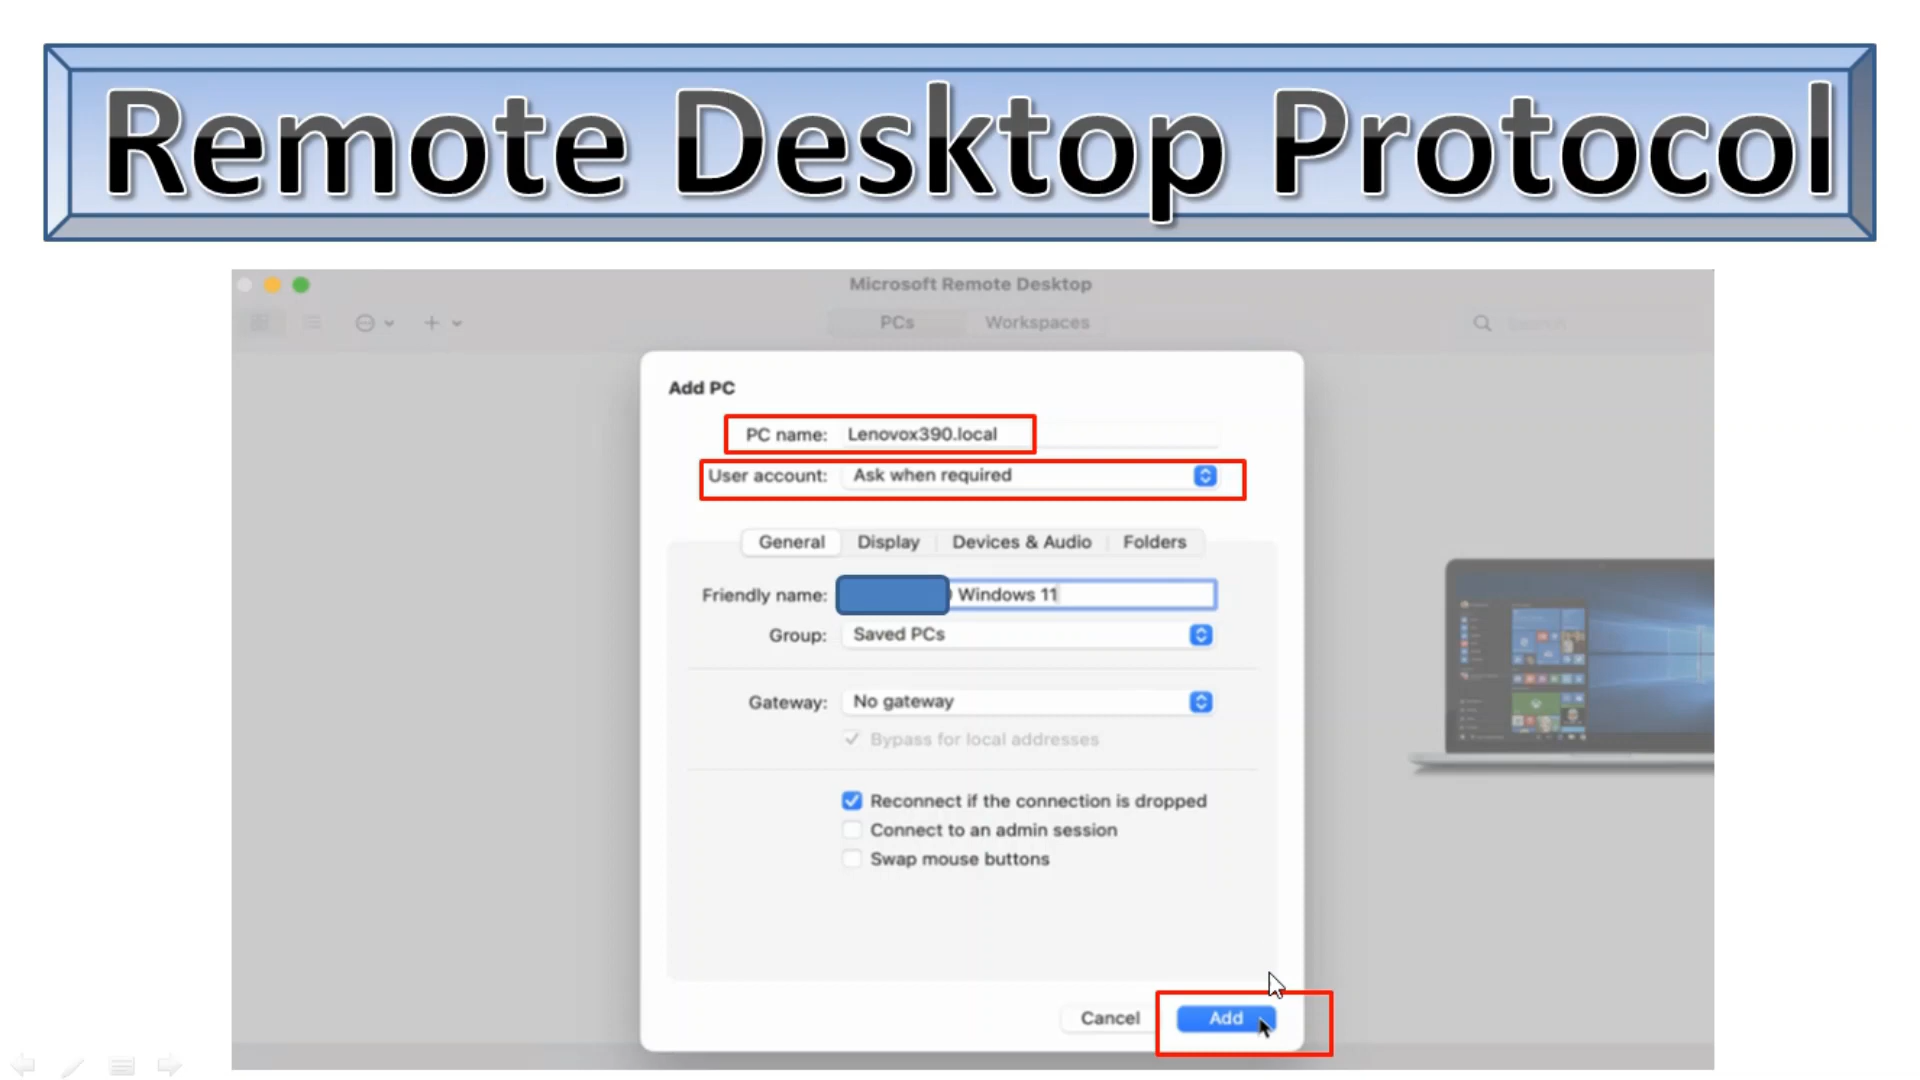 Remote Desktop Protocol
Microsoft Remote Desktop
PCs Workspaces
Search
Add PC
PC name: Lenovox390.local
User account: Ask when required
General Display Devices & Audio Folders
Friendly name: Windows 11
Group: Saved PCs
Gateway: No gateway
Bypass for local addresses
Reconnect if the connection is dropped
Connect to an admin session
Swap mouse buttons
Cancel Add